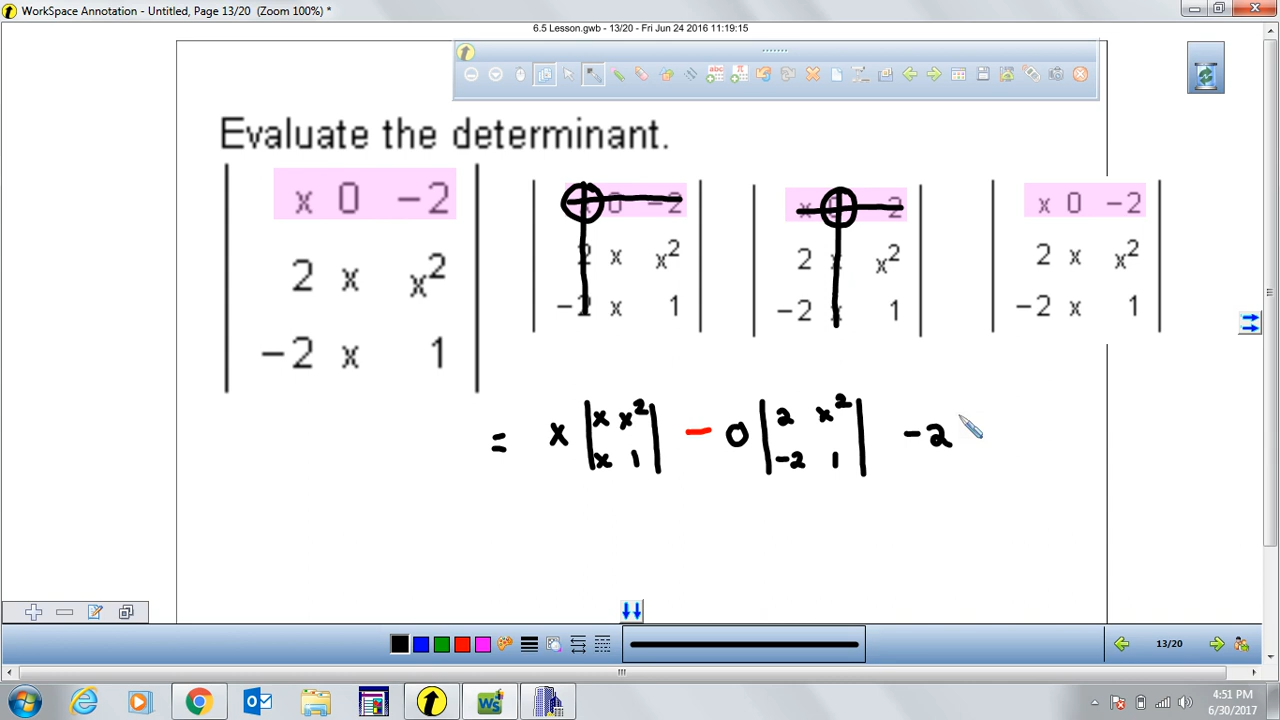 WorkSpace Annotation - Untitled, Page 13/20 (Zoom 100%) *
6.5 Lesson.gwb - 13/20 - Fri Jun 24 2016 11:19:15
abc π
Evaluate the determinant.
| x 0 −2 |
| 2 x x² |
| −2 x 1 |
| 0 −2 |
| 2 x x² |
| −2 x 1 |
| x 2 |
| 2 x x² |
| −2 x 1 |
| x 0 −2 |
| 2 x x² |
| −2 x 1 |
= x | x x² | − 0 | 2 x² | −2
| x 1 | | −2 1 |
13/20
Ws
4:51 PM
6/30/2017